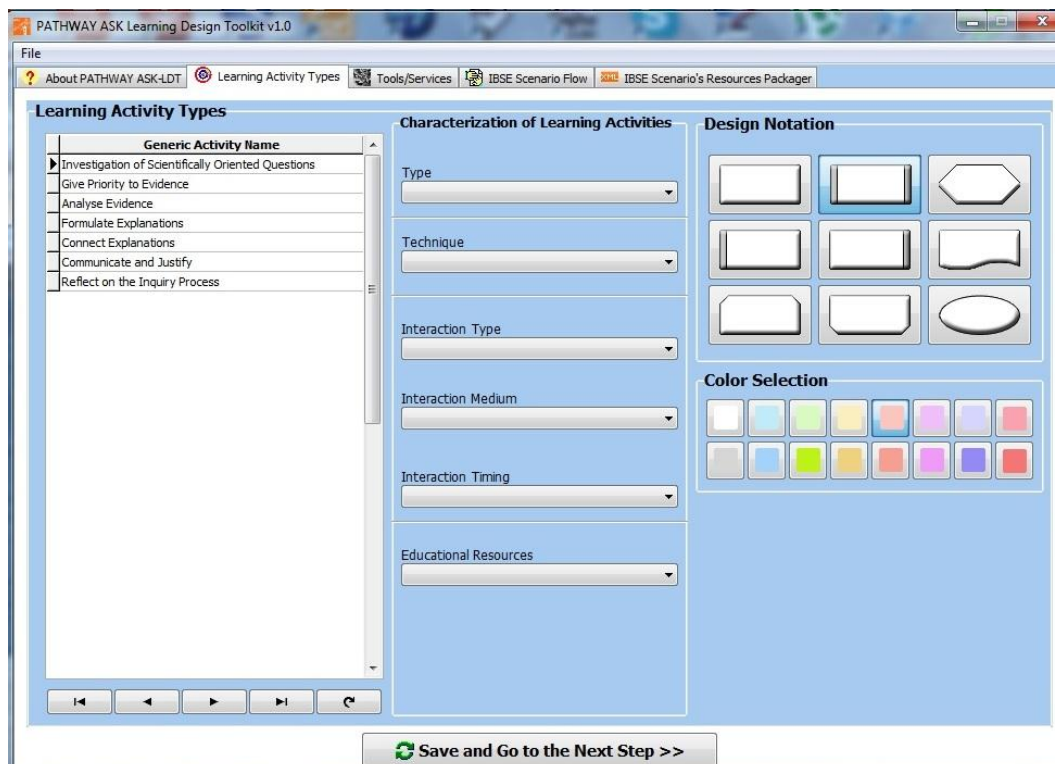 PATHWAY ASK Learning Design Toolkit v1.0
File
? About PATHWAY ASK-LDT Learning Activity Types Tools/Services IBSE Scenario Flow XML IBSE Scenario's Resources Packager
Learning Activity Types
Generic Activity Name
Investigation of Scientifically Oriented Questions
Give Priority to Evidence
Analyse Evidence
Formulate Explanations
Connect Explanations
Communicate and Justify
Reflect on the Inquiry Process
Characterization of Learning Activities
Type
Technique
Interaction Type
Interaction Medium
Interaction Timing
Educational Resources
Design Notation
Color Selection
Save and Go to the Next Step >>